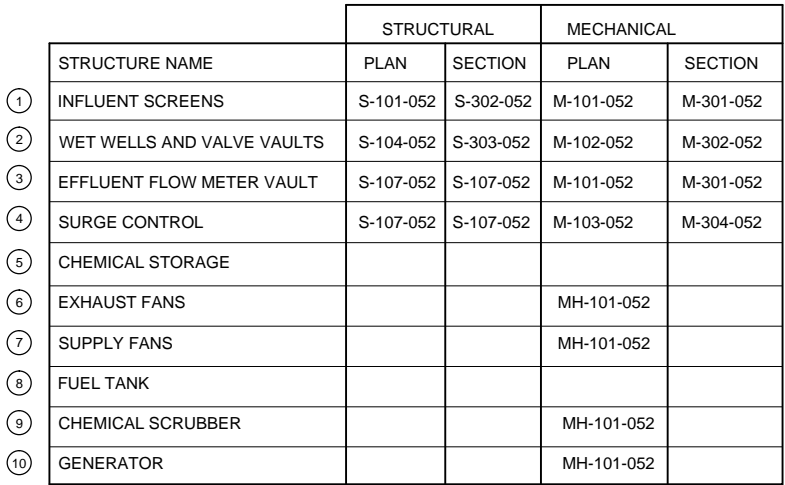 STRUCTURAL MECHANICAL
STRUCTURE NAME PLAN SECTION PLAN SECTION
1 INFLUENT SCREENS S-101-052 S-302-052 M-101-052 M-301-052
2 WET WELLS AND VALVE VAULTS S-104-052 S-303-052 M-102-052 M-302-052
3 EFFLUENT FLOW METER VAULT S-107-052 S-107-052 M-101-052 M-301-052
4 SURGE CONTROL S-107-052 S-107-052 M-103-052 M-304-052
5 CHEMICAL STORAGE
6 EXHAUST FANS MH-101-052
7 SUPPLY FANS MH-101-052
8 FUEL TANK
9 CHEMICAL SCRUBBER MH-101-052
10 GENERATOR MH-101-052